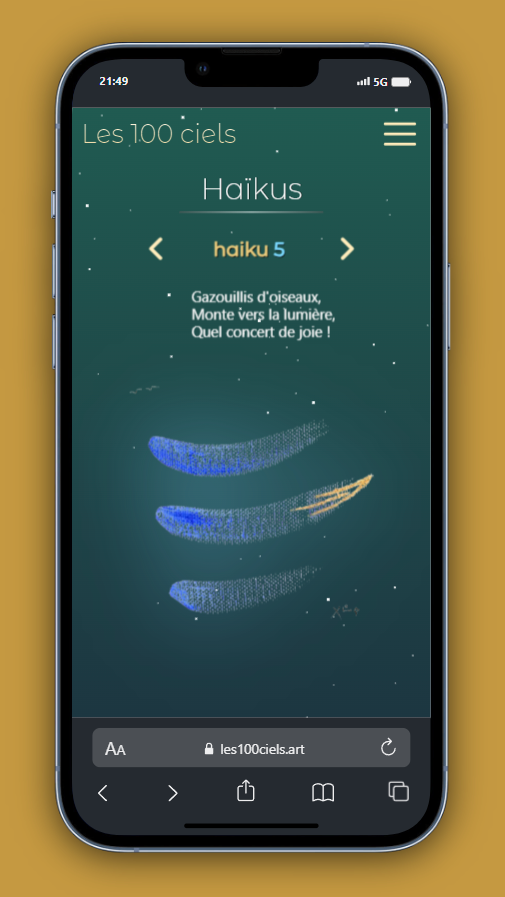 21:49
5G
Les 100 ciels
Haïkus
haiku 5
Gazouillis d'oiseaux,
Monte vers la lumière,
Quel concert de joie !
AA
les100ciels.art